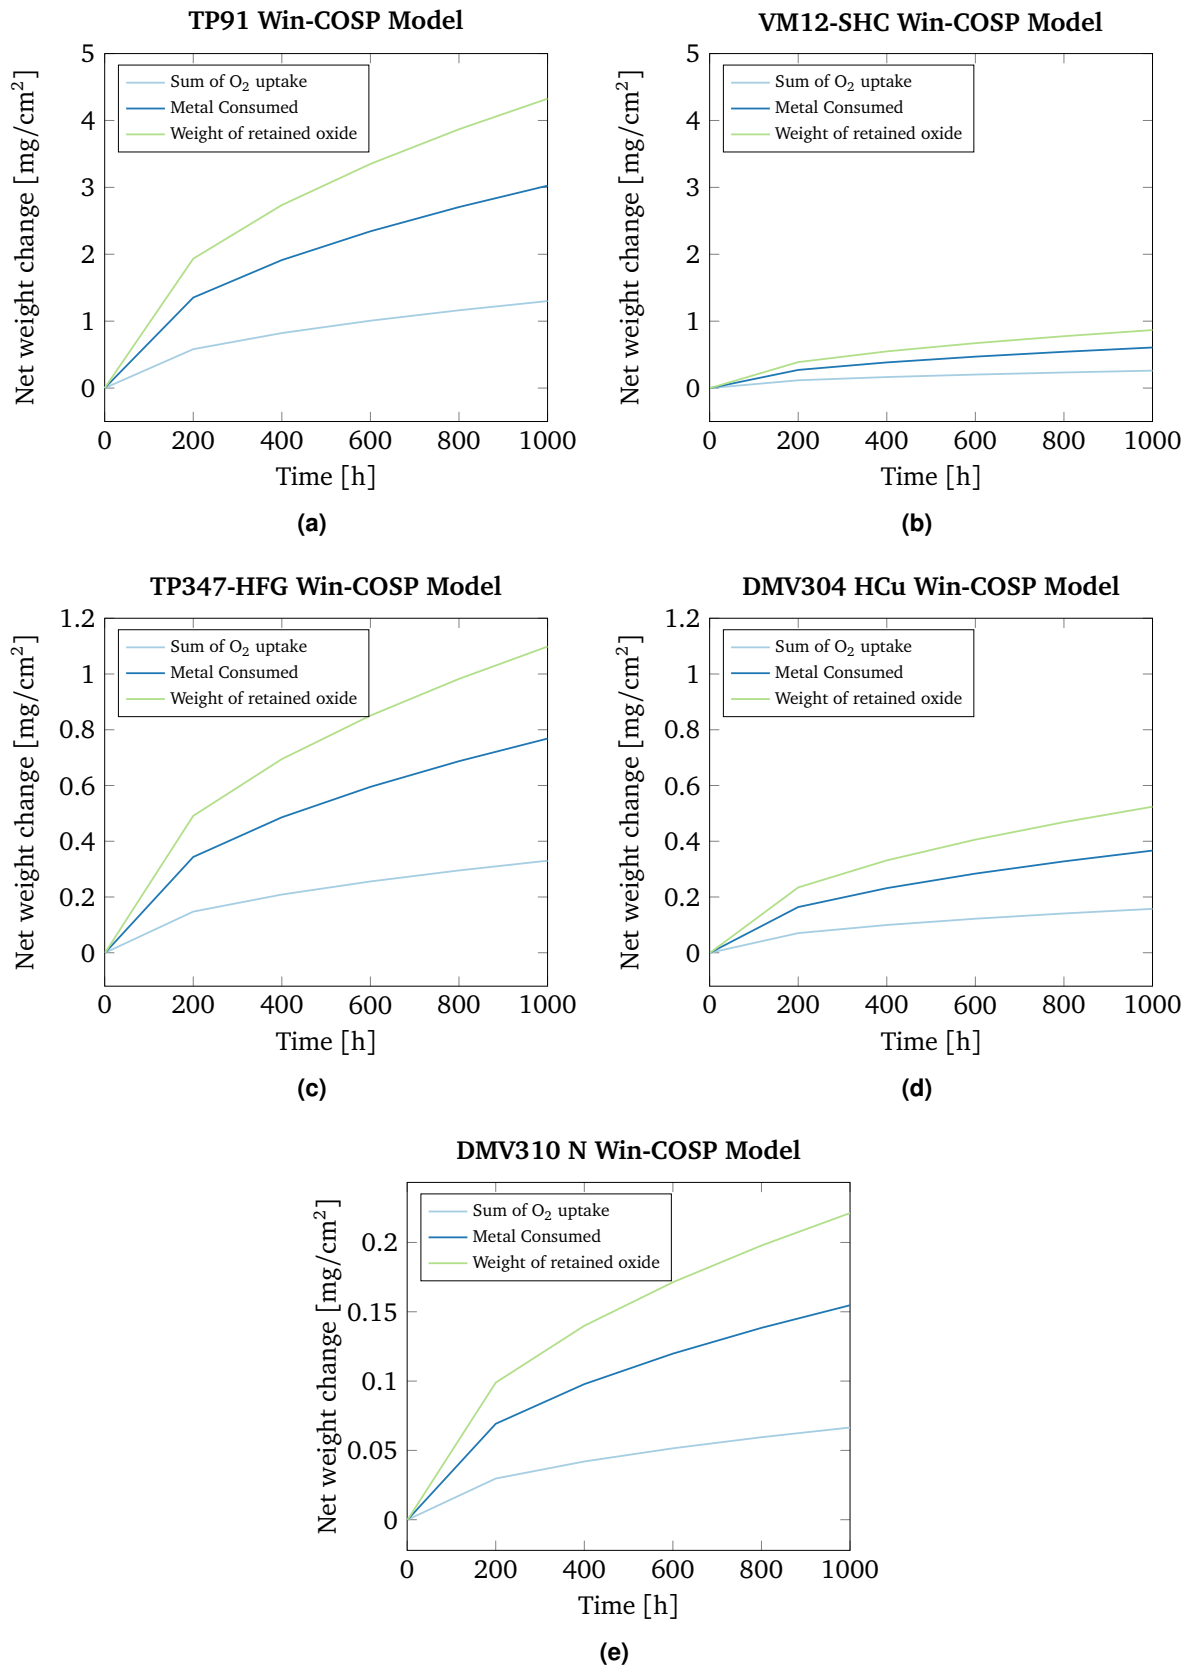 TP91 Win-COSP Model
Net weight change [mg/cm²]
5
4
3
2
1
0
Sum of O₂ uptake
Metal Consumed
Weight of retained oxide
0 200 400 600 800 1000
Time [h]
(a)
VM12-SHC Win-COSP Model
Net weight change [mg/cm²]
5
4
3
2
1
0
Sum of O₂ uptake
Metal Consumed
Weight of retained oxide
0 200 400 600 800 1000
Time [h]
(b)
TP347-HFG Win-COSP Model
Net weight change [mg/cm²]
1.2
1
0.8
0.6
0.4
0.2
0
Sum of O₂ uptake
Metal Consumed
Weight of retained oxide
0 200 400 600 800 1000
Time [h]
(c)
DMV304 HCu Win-COSP Model
Net weight change [mg/cm²]
1.2
1
0.8
0.6
0.4
0.2
0
Sum of O₂ uptake
Metal Consumed
Weight of retained oxide
0 200 400 600 800 1000
Time [h]
(d)
DMV310 N Win-COSP Model
Net weight change [mg/cm²]
0.2
0.15
0.1
0.05
0
Sum of O₂ uptake
Metal Consumed
Weight of retained oxide
0 200 400 600 800 1000
Time [h]
(e)